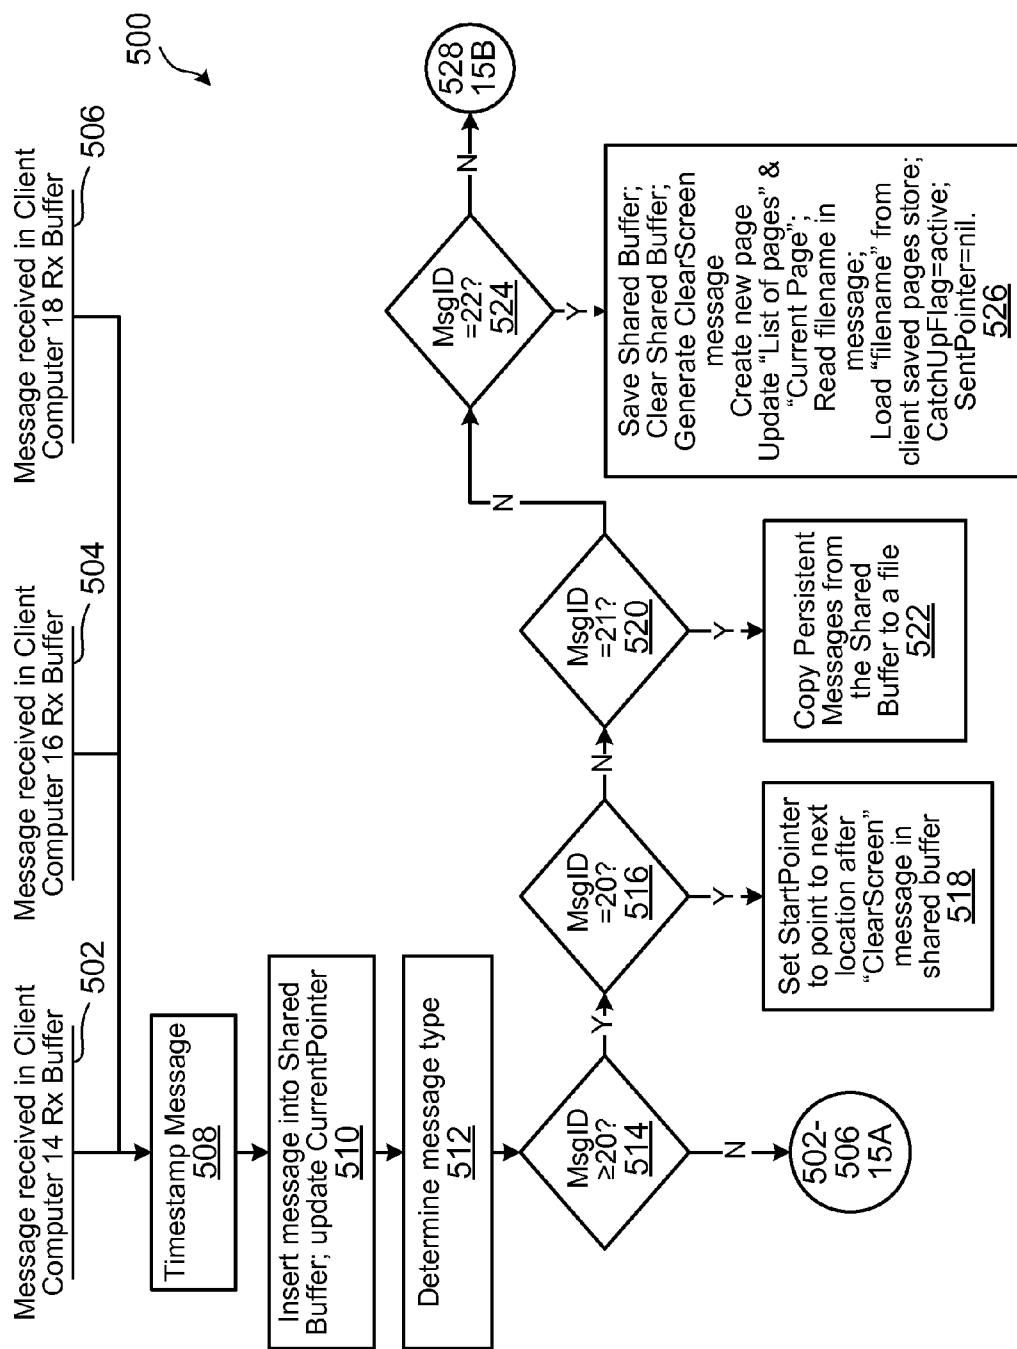 500
Message received in Client
Computer 14 Rx Buffer
502
Message received in Client
Computer 16 Rx Buffer
504
Message received in Client
Computer 18 Rx Buffer
506
Timestamp Message
508
Insert message into Shared
Buffer; update CurrentPointer
510
Determine message type
512
MsgID
≥20?
514
N
502-
506
15A
Y
MsgID
=20?
516
Y
Set StartPointer
to point to next
location after
“ClearScreen”
message in
shared buffer
518
N
MsgID
=21?
520
Y
Copy Persistent
Messages from
the Shared
Buffer to a file
522
N
MsgID
=22?
524
Y
Save Shared Buffer;
Clear Shared Buffer;
Generate ClearScreen
message
Create new page
Update “List of pages” &
“Current Page”;
Read filename in
message;
Load “filename” from
client saved pages store;
CatchUpFlag=active;
SentPointer=nil.
526
N
528
15B